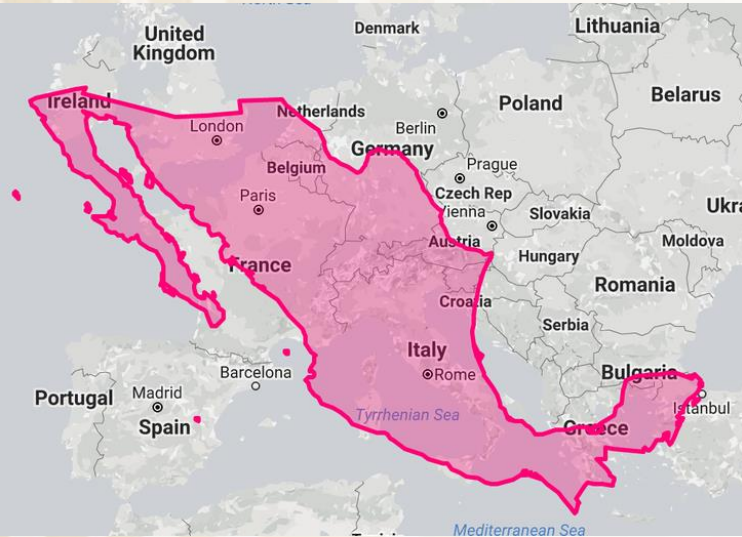 United
Kingdom
Denmark
Lithuania
Ireland
Netherlands
Poland
Belarus
London
Berlin
Germany
Belgium
Prague
Paris
Czech Rep
Vienna
Slovakia
Ukra
Austria
Moldova
France
Hungary
Romania
Croatia
Serbia
Italy
Barcelona
Rome
Bulgaria
Portugal
Madrid
Istanbul
Tyrrhenian Sea
Spain
Greece
Mediterranean Sea